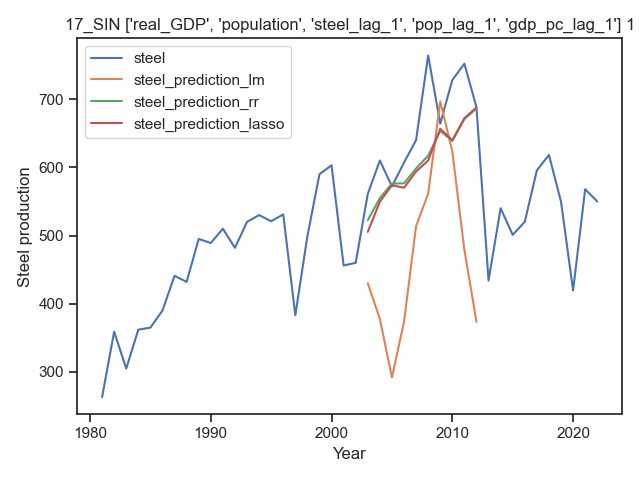 17_SIN ['real_GDP', 'population', 'steel_lag_1', 'pop_lag_1', 'gdp_pc_lag_1'] 1
steel
steel_prediction_lm
steel_prediction_rr
steel_prediction_lasso
Steel production
700
600
500
400
300
1980
1990
2000
2010
2020
Year